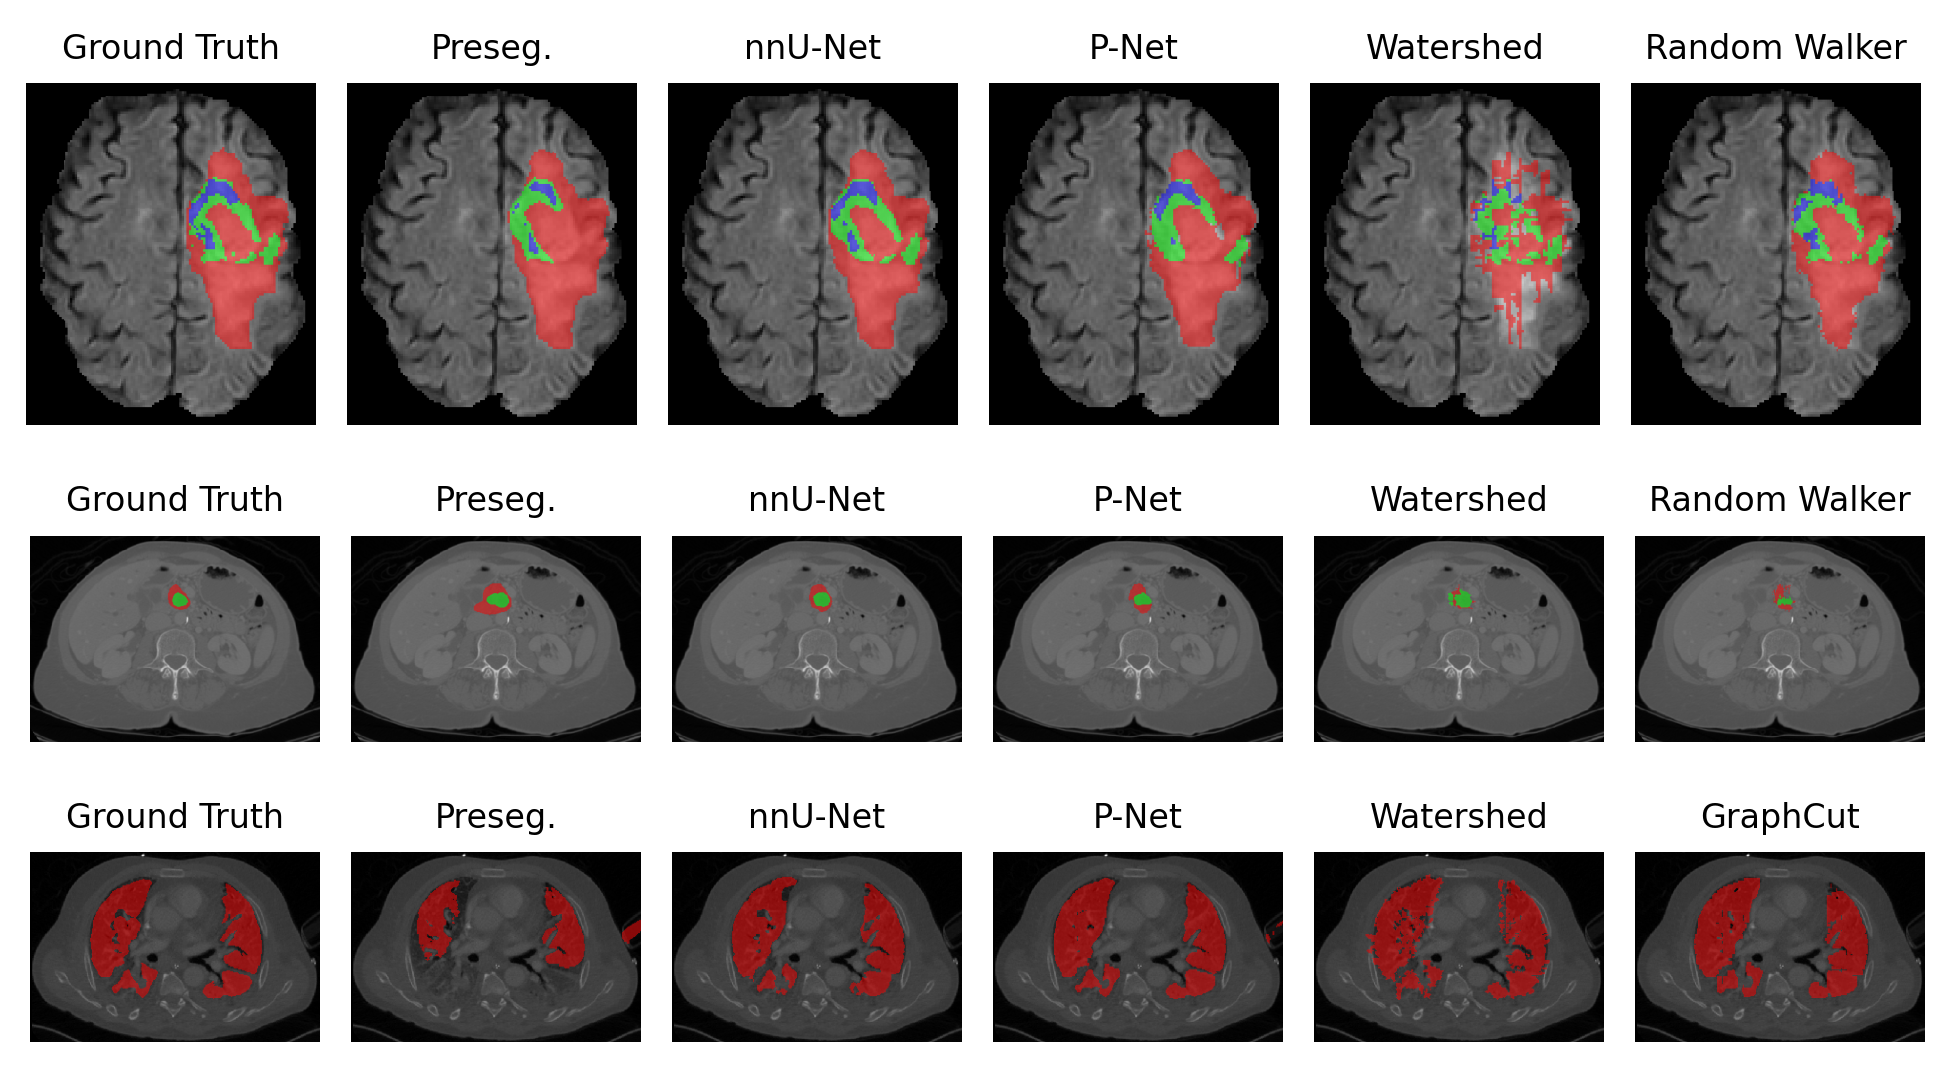 Ground Truth Preseg. nnU-Net P-Net Watershed Random Walker
Ground Truth Preseg. nnU-Net P-Net Watershed Random Walker
Ground Truth Preseg. nnU-Net P-Net Watershed GraphCut